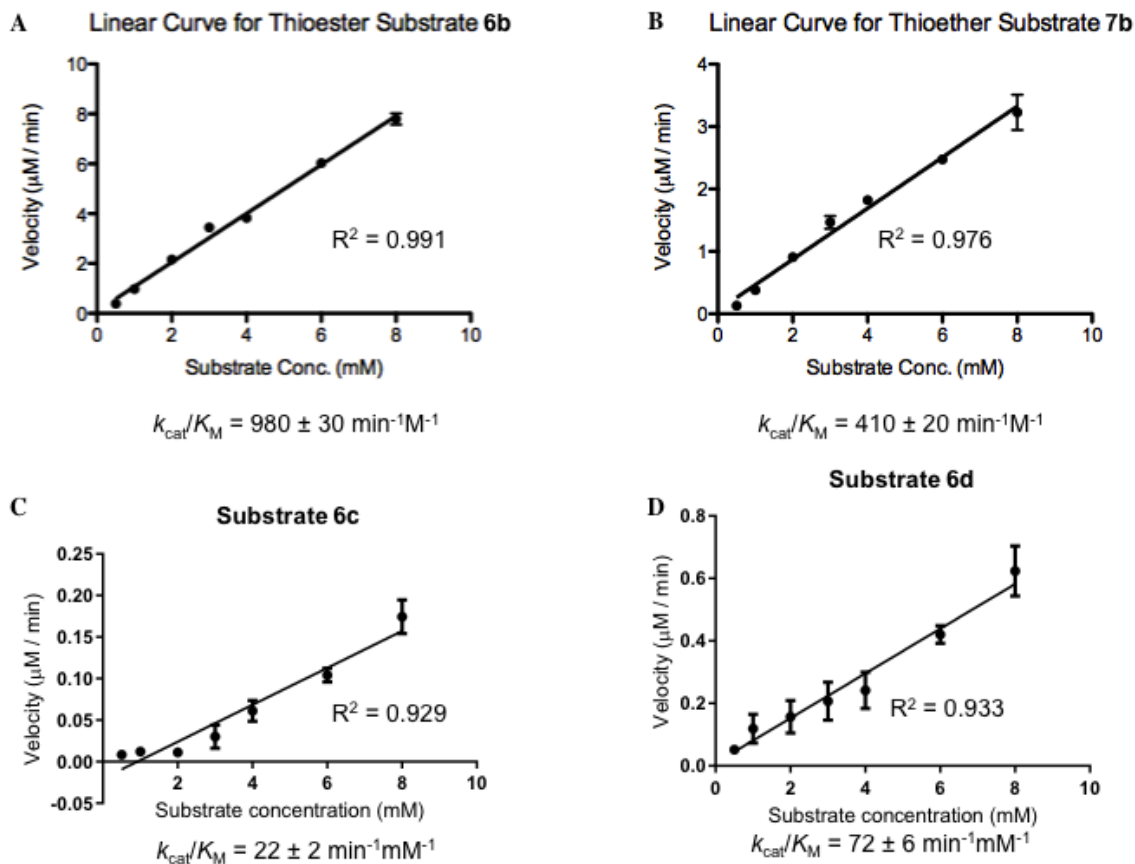 A Linear Curve for Thioester Substrate 6b
10
8
6
4
2
0
Velocity (μM / min)
R² = 0.991
0 2 4 6 8 10
Substrate Conc. (mM)
kcat/KM = 980 ± 30 min⁻¹M⁻¹
B Linear Curve for Thioether Substrate 7b
4
3
2
1
0
Velocity (μM / min)
R² = 0.976
0 2 4 6 8 10
Substrate Conc. (mM)
kcat/KM = 410 ± 20 min⁻¹M⁻¹
C Substrate 6c
0.25
0.20
0.15
0.10
0.05
0.00
-0.05
Velocity (μM / min)
R² = 0.929
2 4 6 8 10
Substrate concentration (mM)
kcat/KM = 22 ± 2 min⁻¹mM⁻¹
D Substrate 6d
0.8
0.6
0.4
0.2
0.0
Velocity (μM / min)
R² = 0.933
0 2 4 6 8 10
Substrate concentration (mM)
kcat/KM = 72 ± 6 min⁻¹mM⁻¹